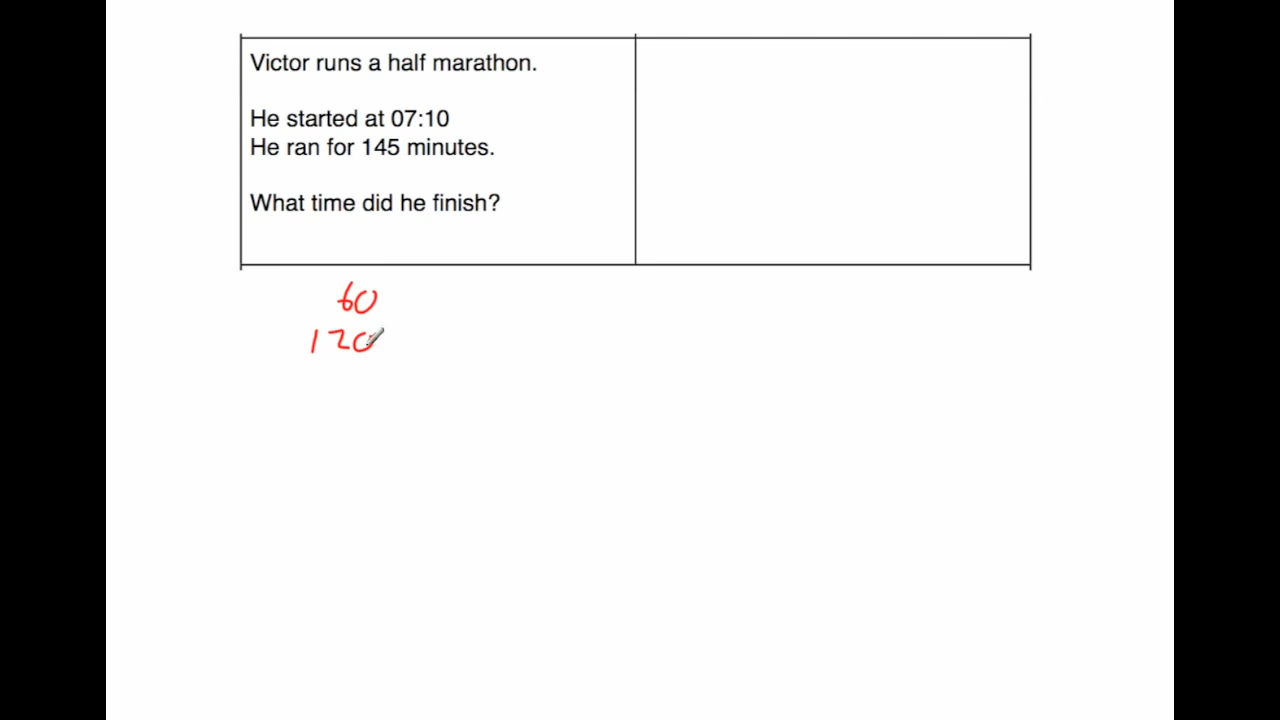 Victor runs a half marathon.
He started at 07:10
He ran for 145 minutes.
What time did he finish?
60
120